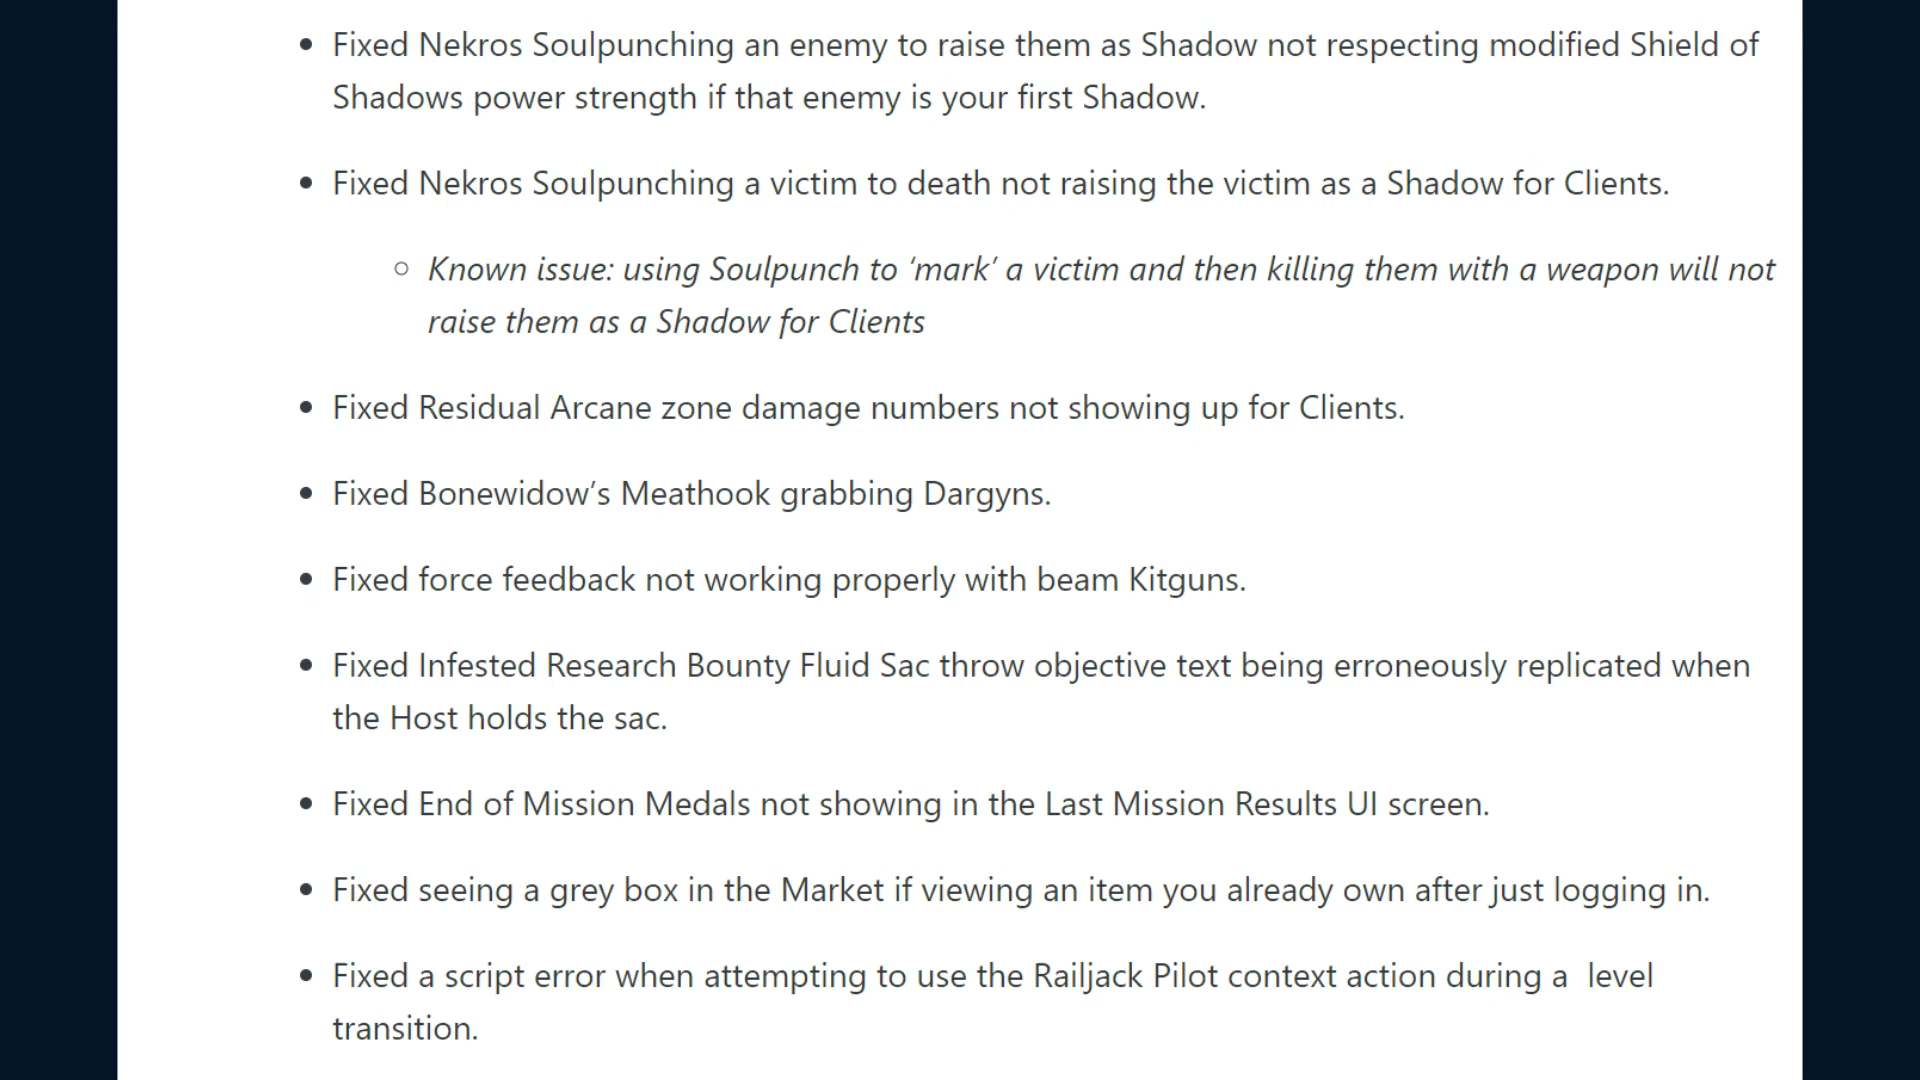 Fixed Nekros Soulpunching an enemy to raise them as Shadow not respecting modified Shield of
Shadows power strength if that enemy is your first Shadow.
Fixed Nekros Soulpunching a victim to death not raising the victim as a Shadow for Clients.
Known issue: using Soulpunch to ‘mark’ a victim and then killing them with a weapon will not
raise them as a Shadow for Clients
Fixed Residual Arcane zone damage numbers not showing up for Clients.
Fixed Bonewidow’s Meathook grabbing Dargyns.
Fixed force feedback not working properly with beam Kitguns.
Fixed Infested Research Bounty Fluid Sac throw objective text being erroneously replicated when
the Host holds the sac.
Fixed End of Mission Medals not showing in the Last Mission Results UI screen.
Fixed seeing a grey box in the Market if viewing an item you already own after just logging in.
Fixed a script error when attempting to use the Railjack Pilot context action during a  level
transition.